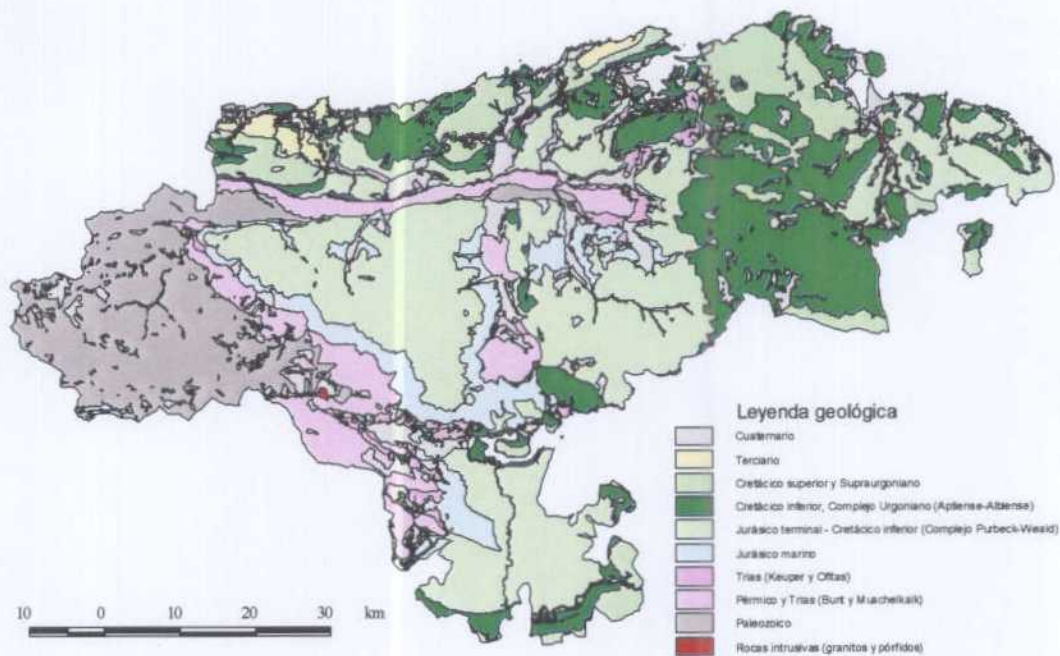 Leyenda geológica
Cuaternario
Terciario
Cretácico superior y Supraurgoniano
Cretácico inferior, Complejo Urgoniano (Aptiense-Albiense)
Jurásico terminal - Cretácico inferior (Complejo Purbeck-Weald)
Jurásico marino
Trias (Keuper y Ofitas)
Pérmico y Trias (Bunt y Muschelkalk)
Paleozoico
Rocas intrusivas (granitos y pórfidos)
10 0 10 20 30 km